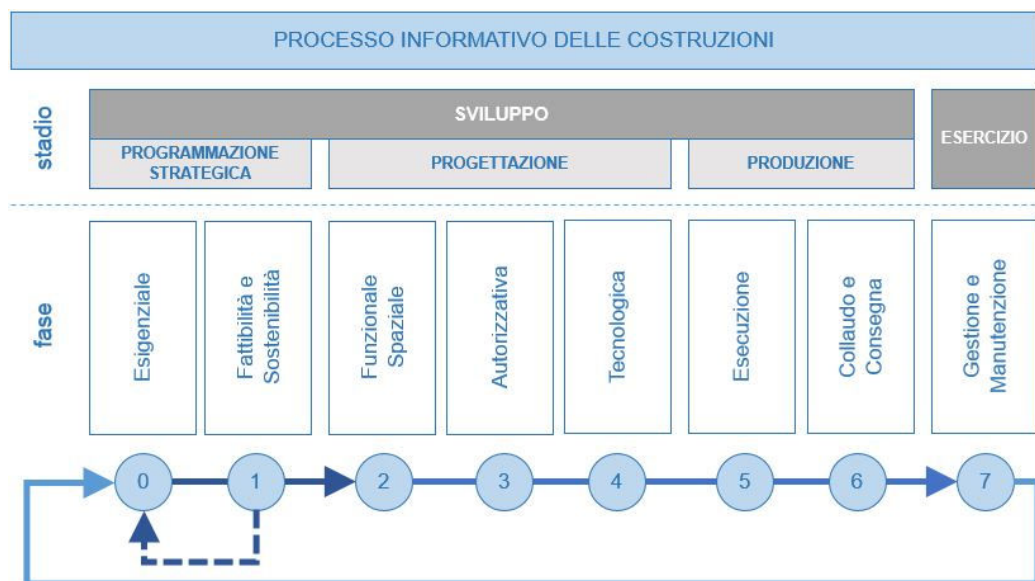 PROCESSO INFORMATIVO DELLE COSTRUZIONI
stadio
SVILUPPO
ESERCIZIO
PROGRAMMAZIONE
STRATEGICA
PROGETTAZIONE
PRODUZIONE
fase
Esigenziale
Fattibilità e
Sostenibilità
Funzionale
Spaziale
Autorizzativa
Tecnologica
Esecuzione
Collaudo e
Consegna
Gestione e
Manutenzione
0
1
2
3
4
5
6
7